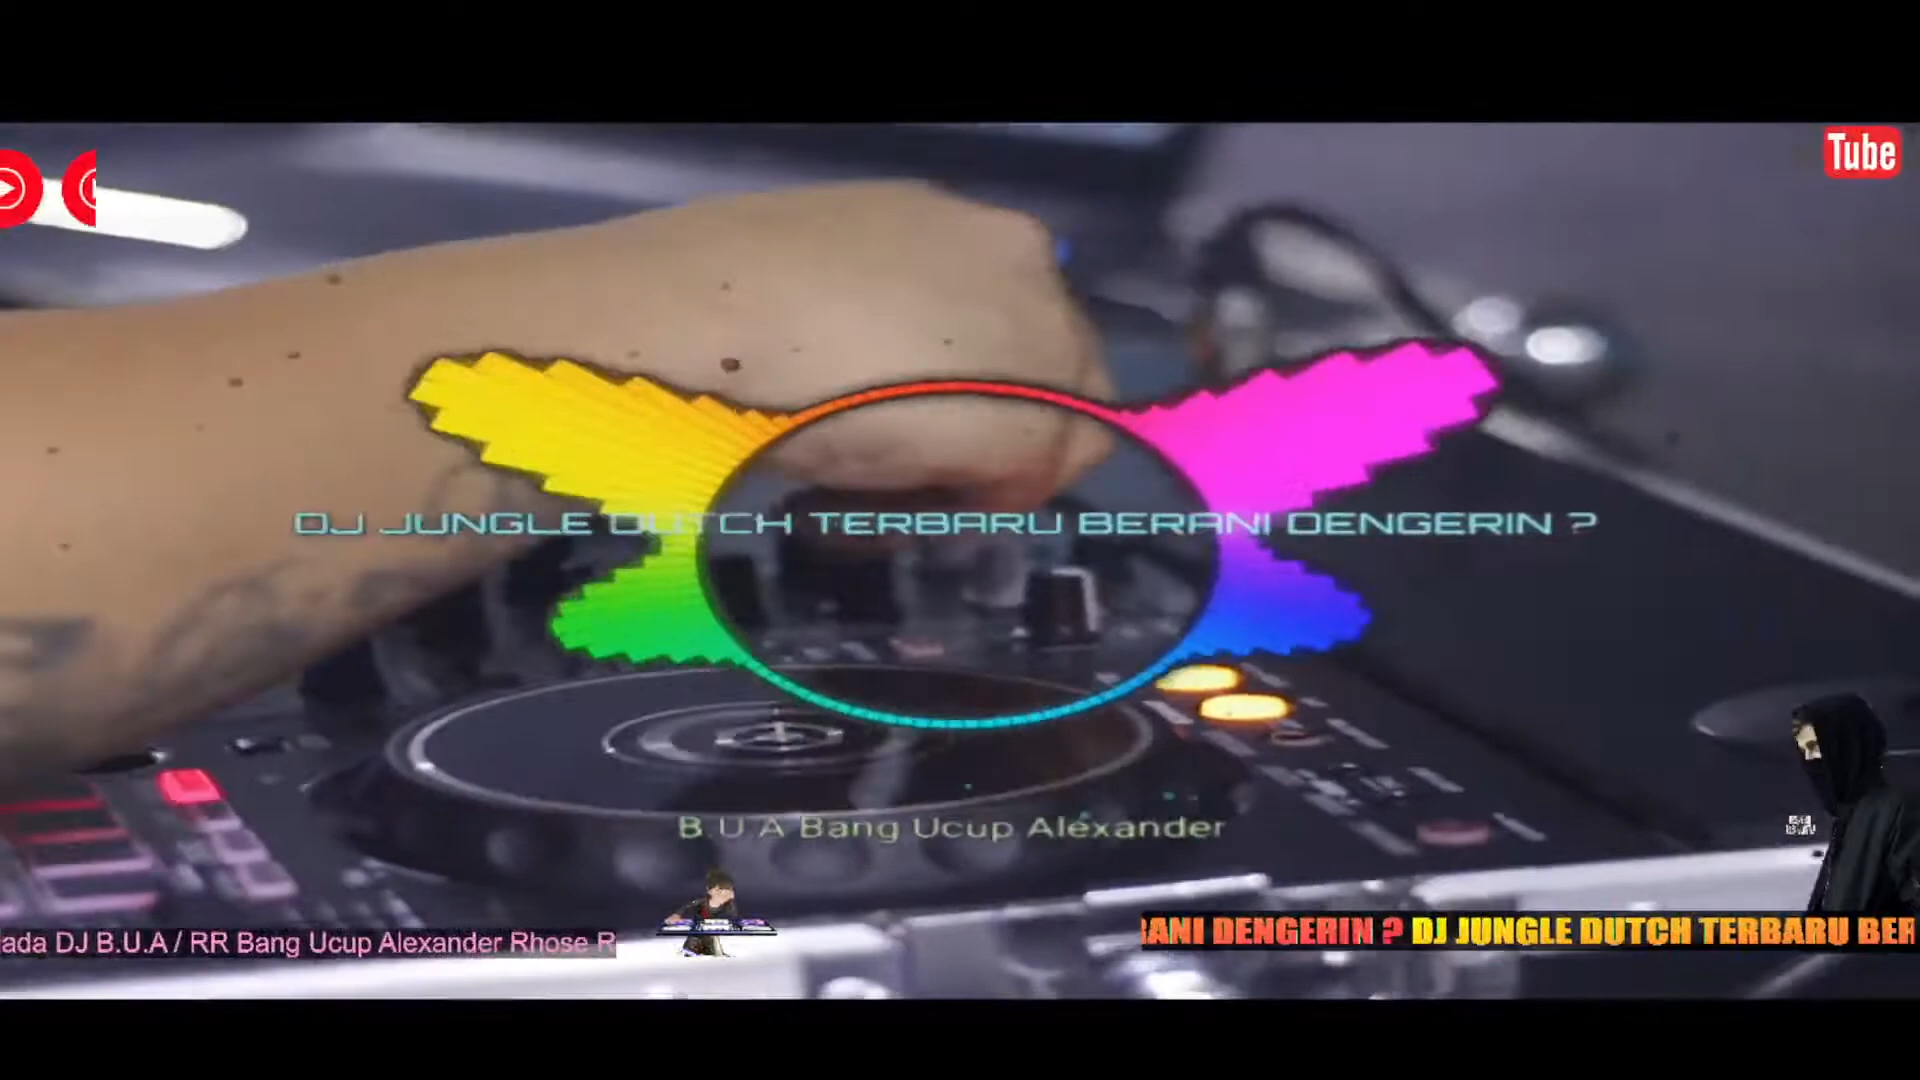 Tube
DJ JUNGLE DUTCH TERBARU BERANI DENGERIN ?
B.U.A Bang Ucup Alexander
ada DJ B.U.A / RR Bang Ucup Alexander Rhose R
RANI DENGERIN ? DJ JUNGLE DUTCH TERBARU BER